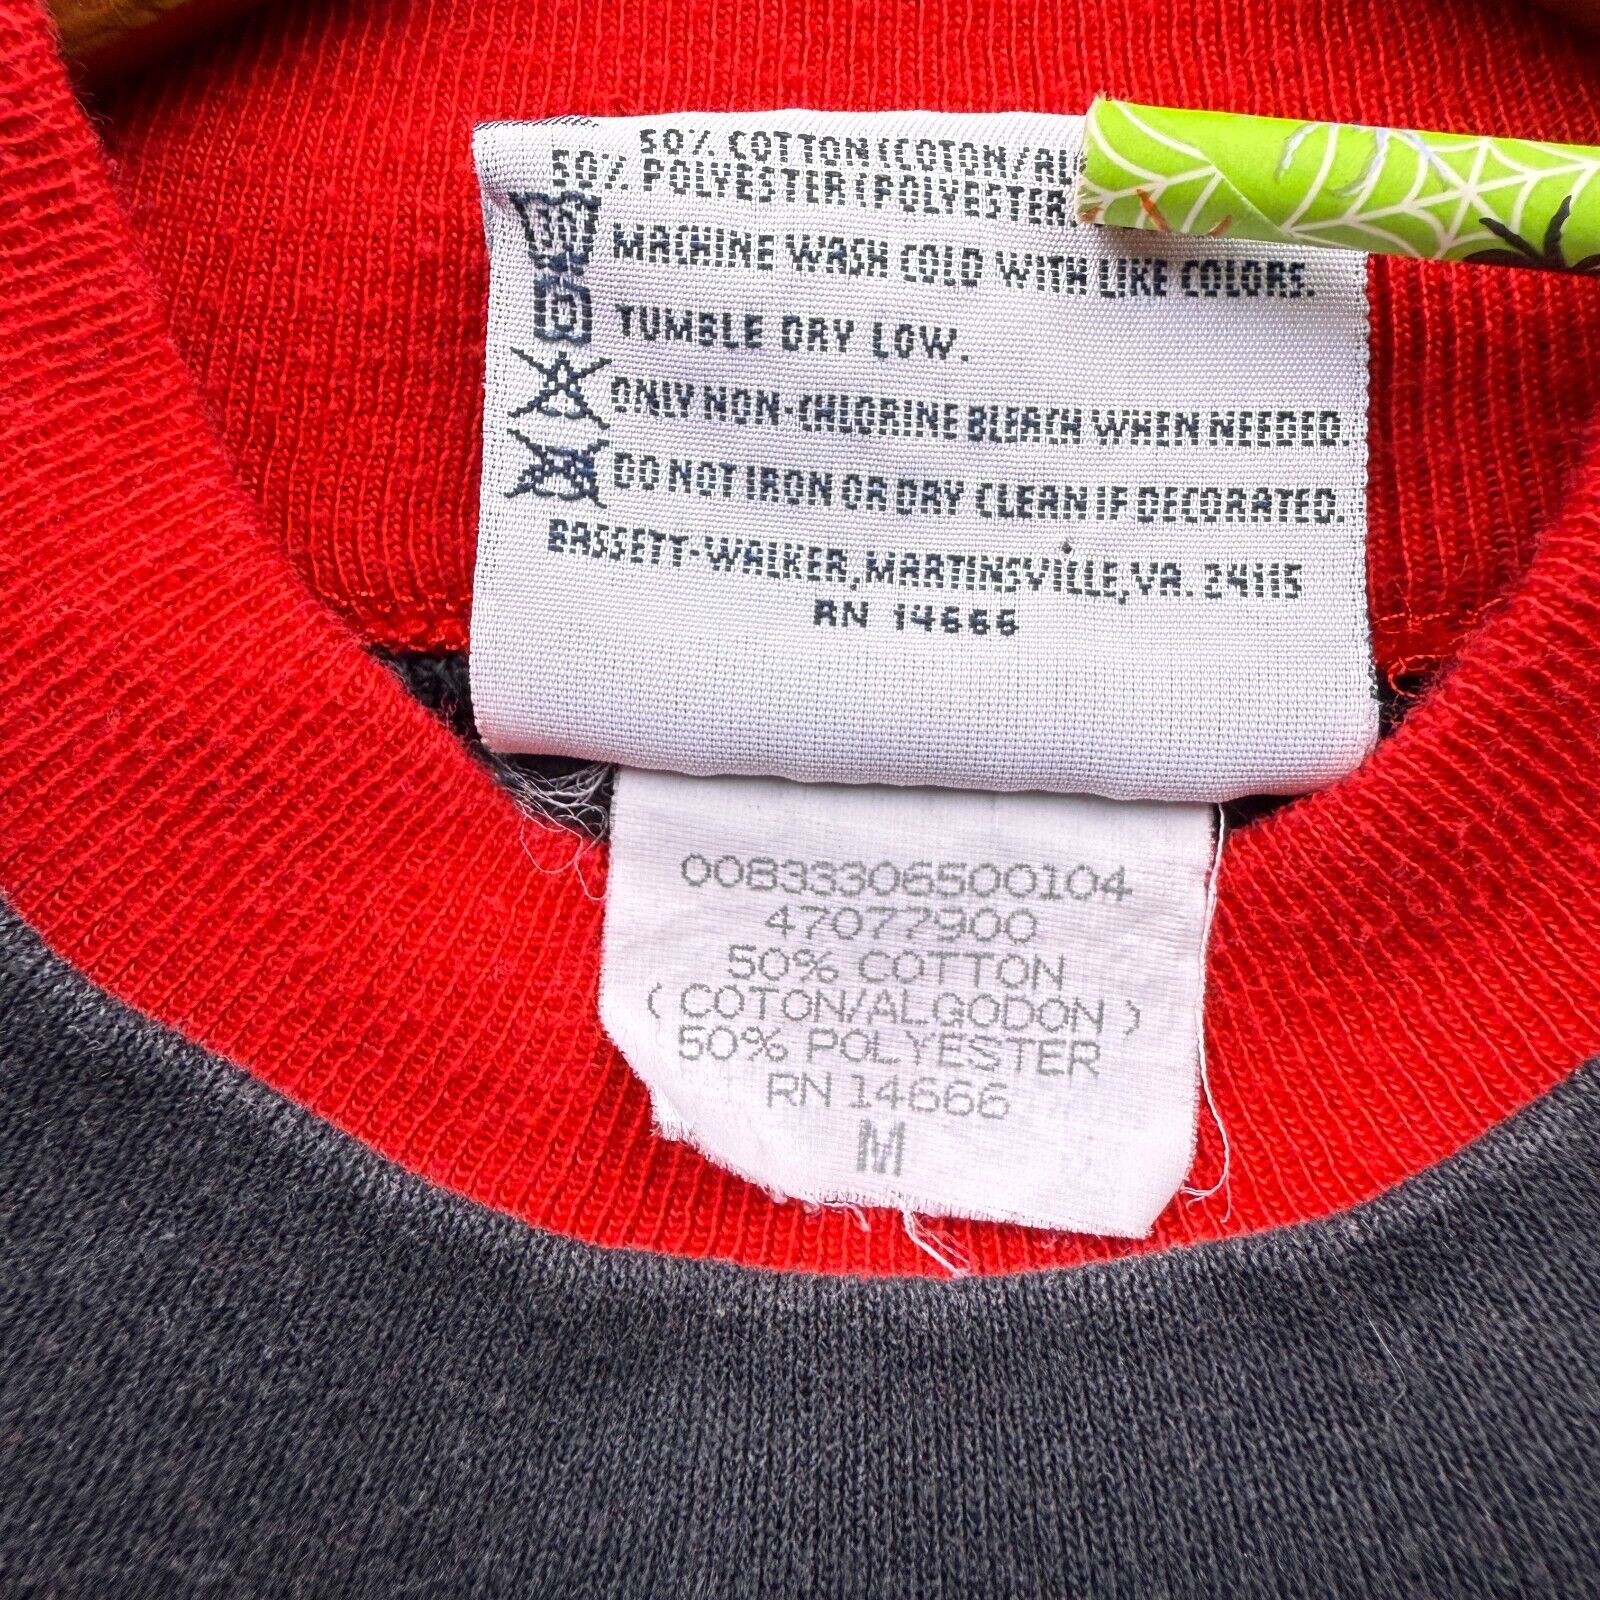 50% COTTON (COTON/AL
50% POLYESTER (POLYESTER
MACHINE WASH COLD WITH LIKE COLORS.
TUMBLE DRY LOW.
ONLY NON-CHLORINE BLEACH WHEN NEEDED.
DO NOT IRON OR DRY CLEAN IF DECORATED.
BASSETT-WALKER, MARTINSVILLE, VA. 24115
RN 14666
00833306500104
47077900
50% COTTON
( COTON/ALGODON )
50% POLYESTER
RN 14666
M